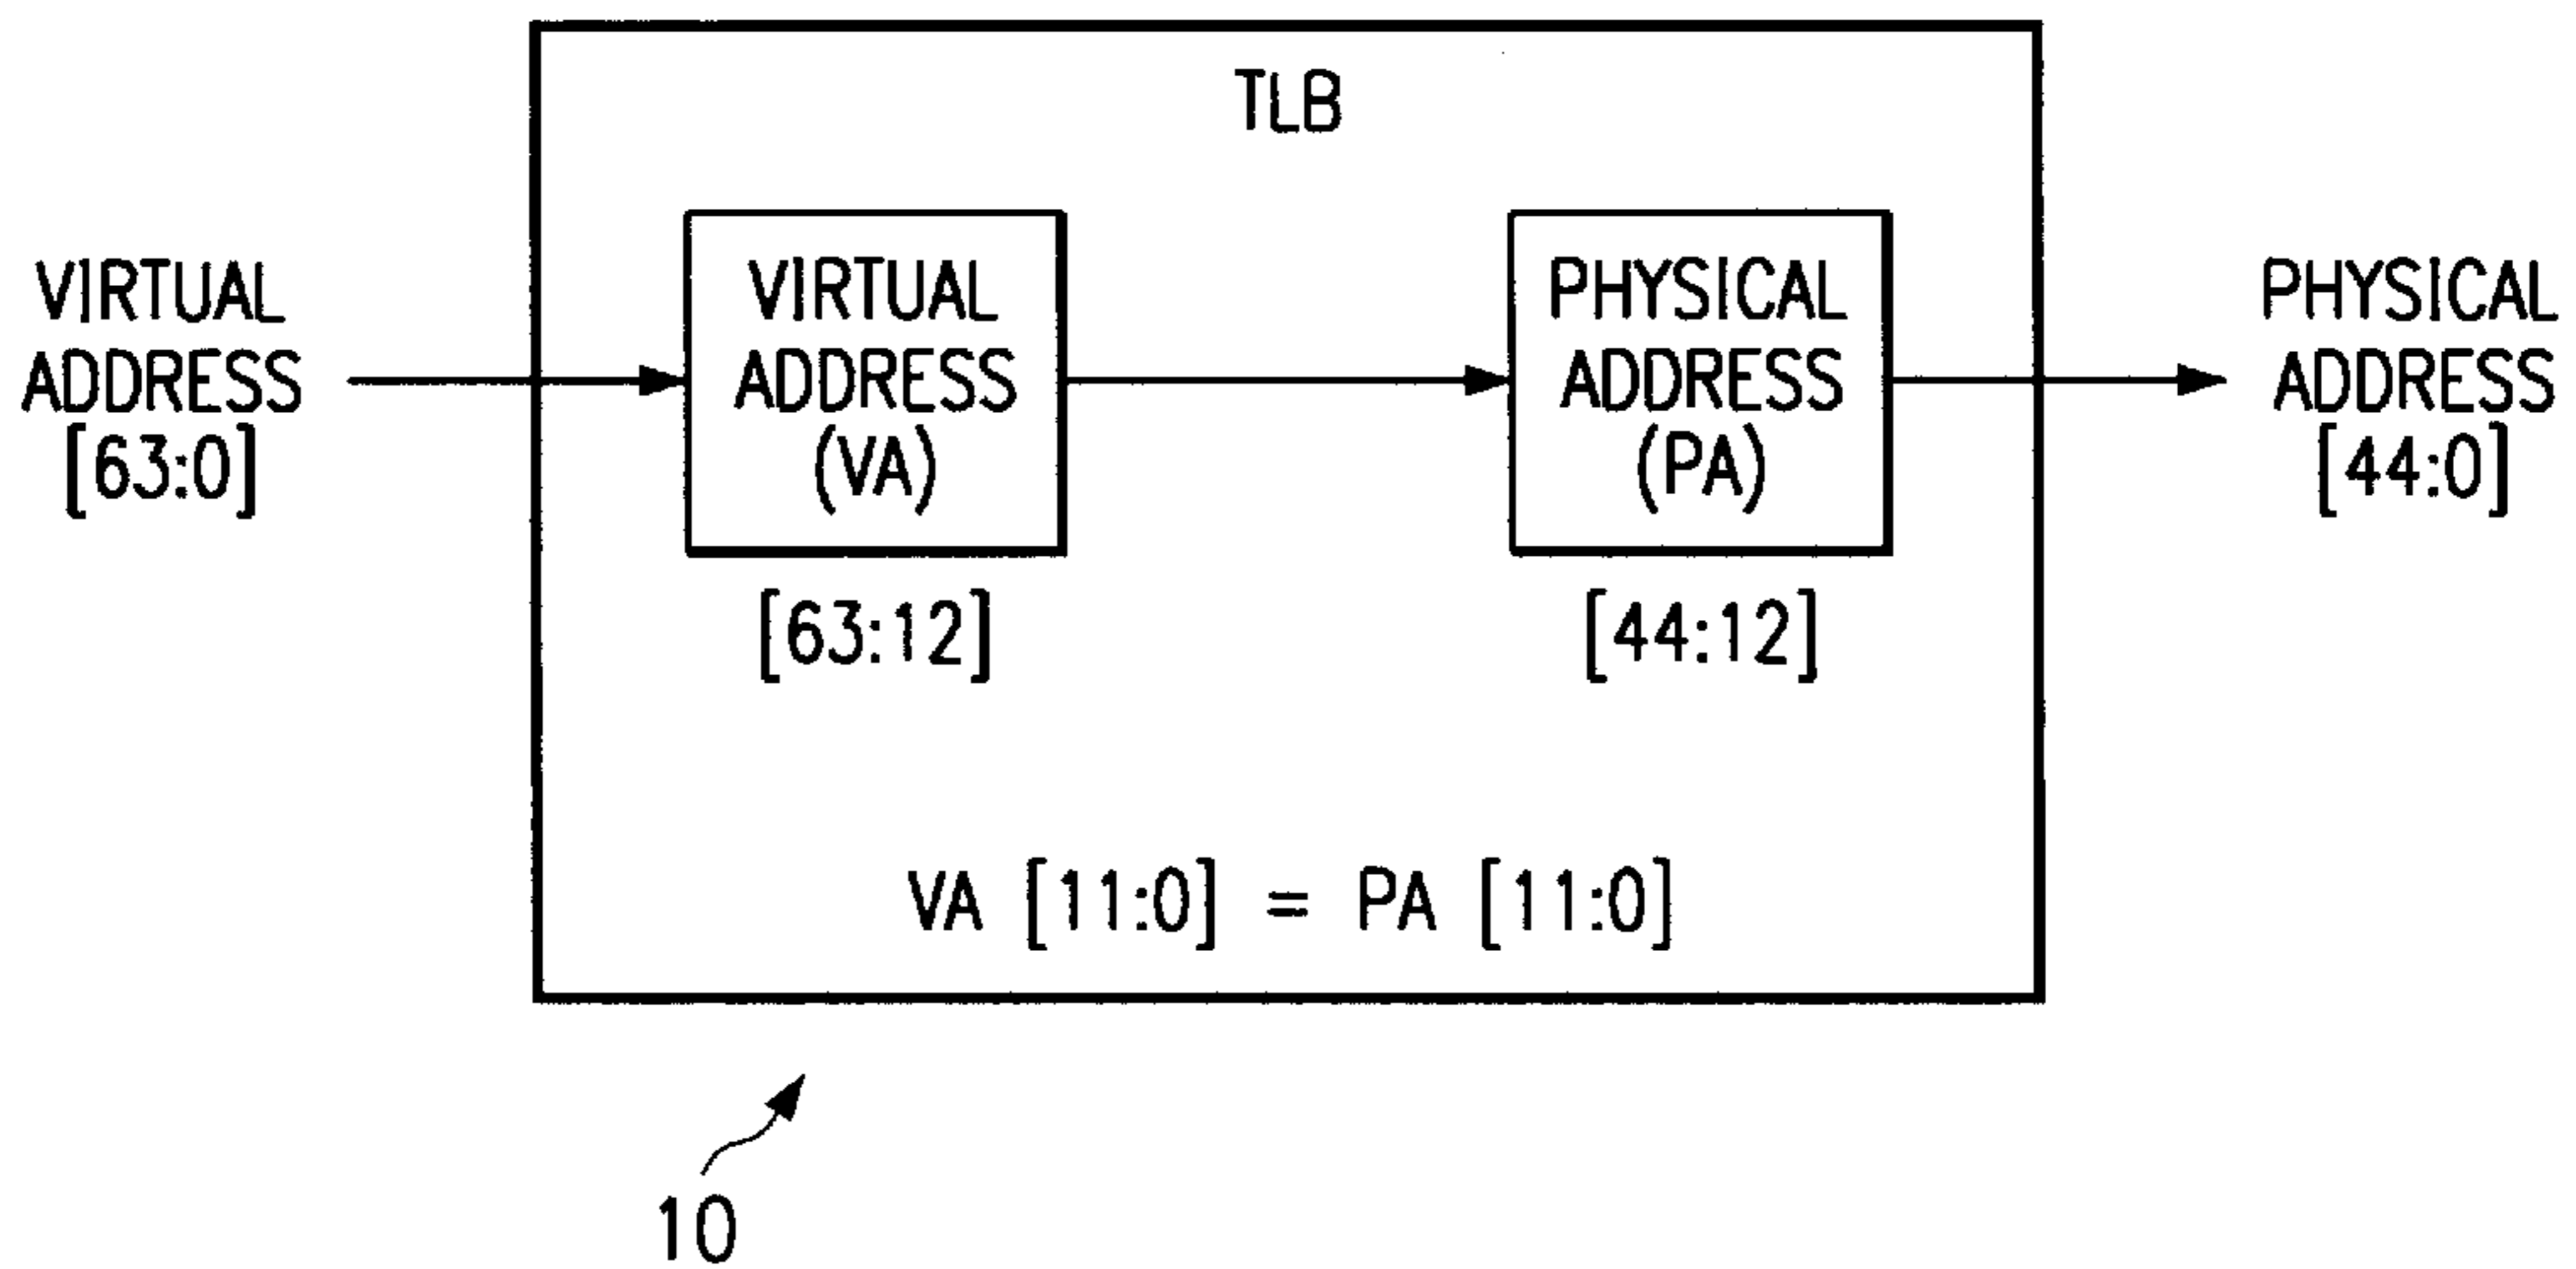 TLB
VIRTUAL
ADDRESS
[63:0]
VIRTUAL
ADDRESS
(VA)
[63:12]
PHYSICAL
ADDRESS
(PA)
[44:12]
PHYSICAL
ADDRESS
[44:0]
VA [11:0] = PA [11:0]
10